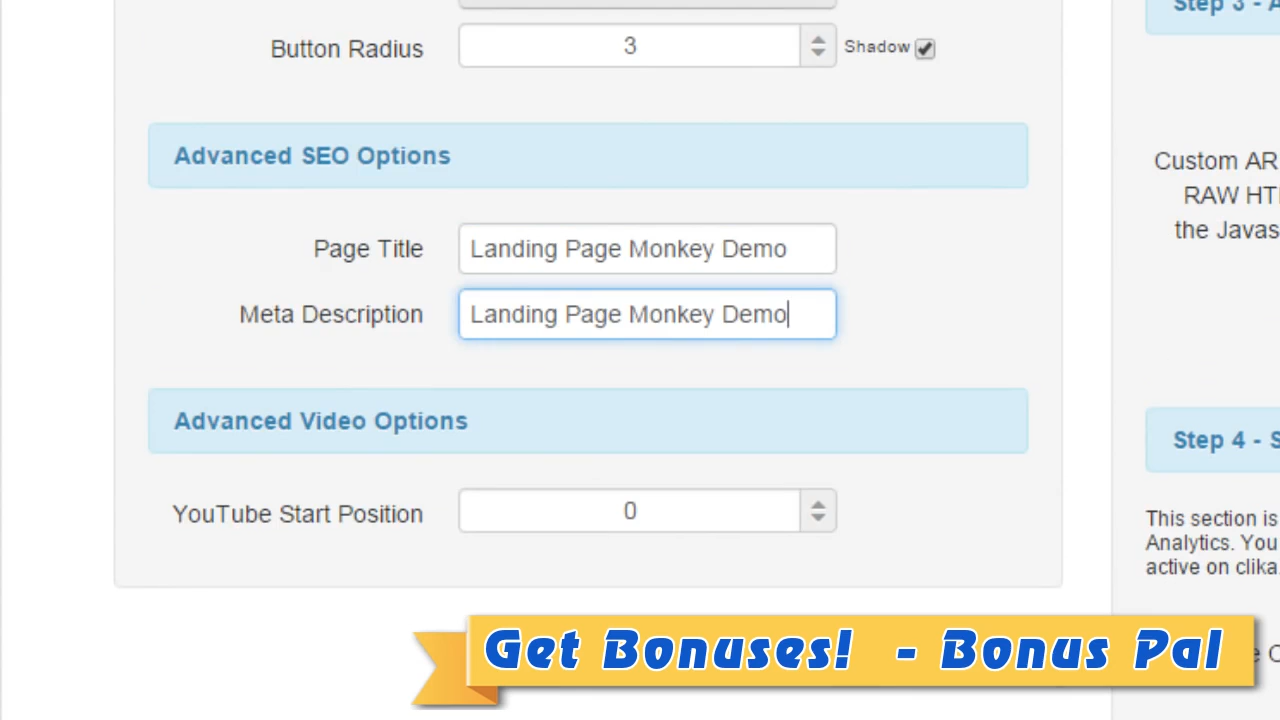 Button Radius 3 Shadow
Advanced SEO Options
Page Title Landing Page Monkey Demo
Meta Description Landing Page Monkey Demo
Advanced Video Options
YouTube Start Position 0
Step 3 - A
Custom AR
RAW HT
the Javas
Step 4 - S
This section is
Analytics. You
active on clika
e C
Get Bonuses! - Bonus Pal